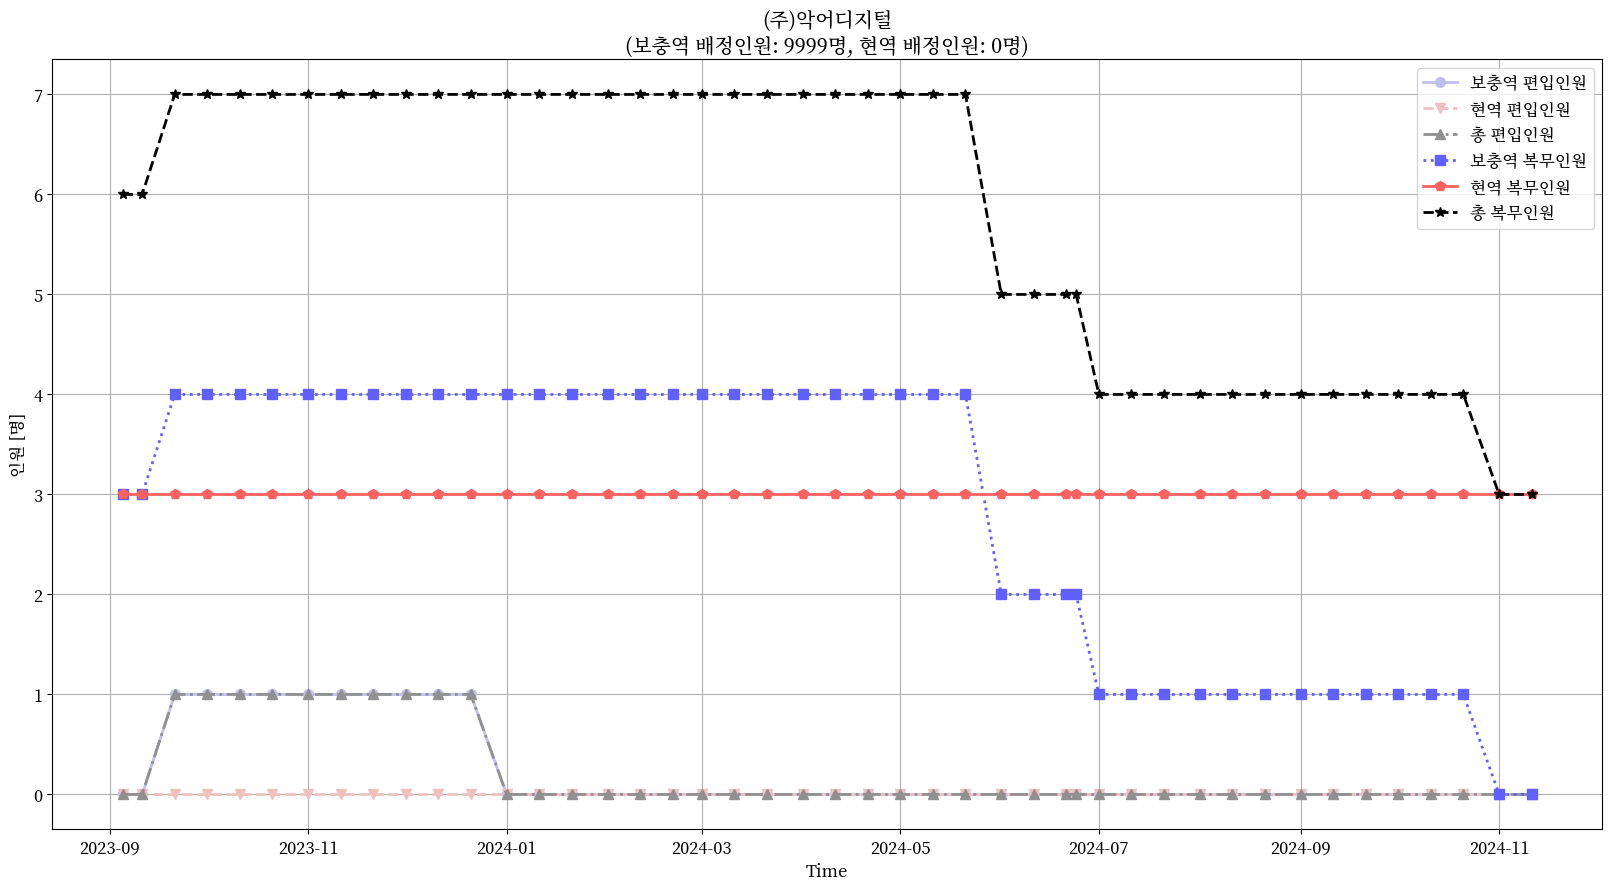 (주)악어디지털
(보충역 배정인원: 9999명, 현역 배정인원: 0명)
보충역 편입인원
현역 편입인원
총 편입인원
보충역 복무인원
현역 복무인원
총 복무인원
인원 [명]
7
6
5
4
3
2
1
0
2023-09 2023-11 2024-01 2024-03 2024-05 2024-07 2024-09 2024-11
Time